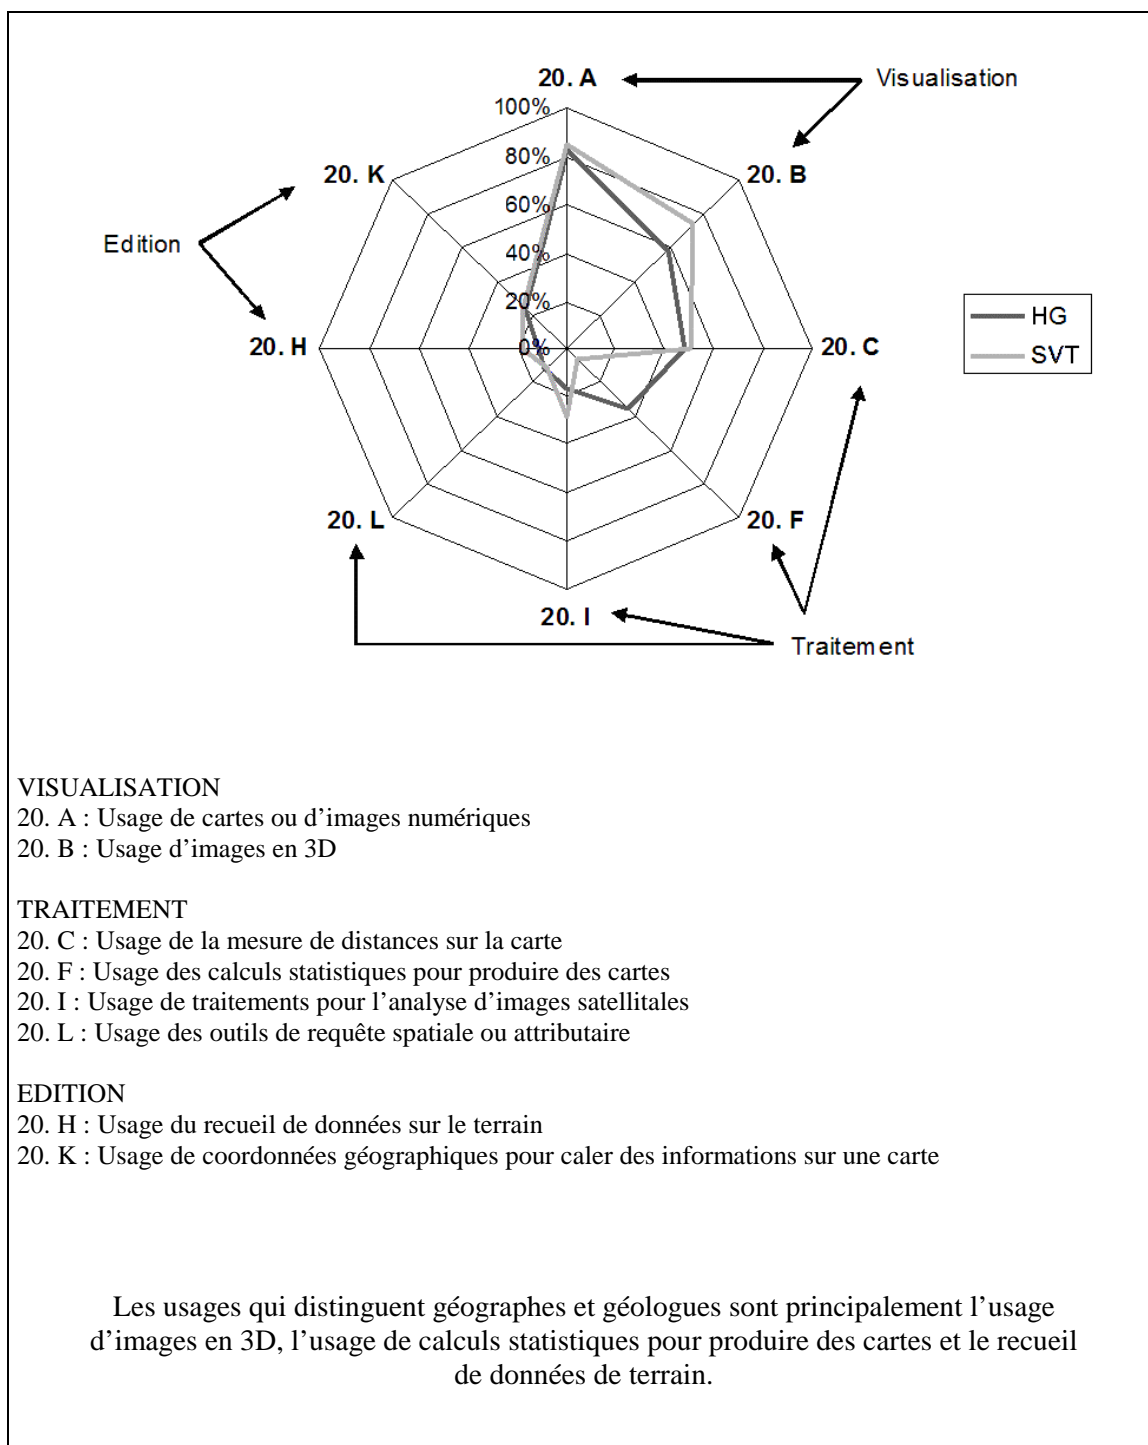 20. A
Visualisation
100%
80%
20. K
20. B
60%
Edition
40%
20%
HG
20. H
0%
20. C
SVT
20. L
20. F
20. I
Traitement
VISUALISATION
20. A : Usage de cartes ou d’images numériques
20. B : Usage d’images en 3D
TRAITEMENT
20. C : Usage de la mesure de distances sur la carte
20. F : Usage des calculs statistiques pour produire des cartes
20. I : Usage de traitements pour l’analyse d’images satellitales
20. L : Usage des outils de requête spatiale ou attributaire
EDITION
20. H : Usage du recueil de données sur le terrain
20. K : Usage de coordonnées géographiques pour caler des informations sur une carte
Les usages qui distinguent géographes et géologues sont principalement l’usage
d’images en 3D, l’usage de calculs statistiques pour produire des cartes et le recueil
de données de terrain.